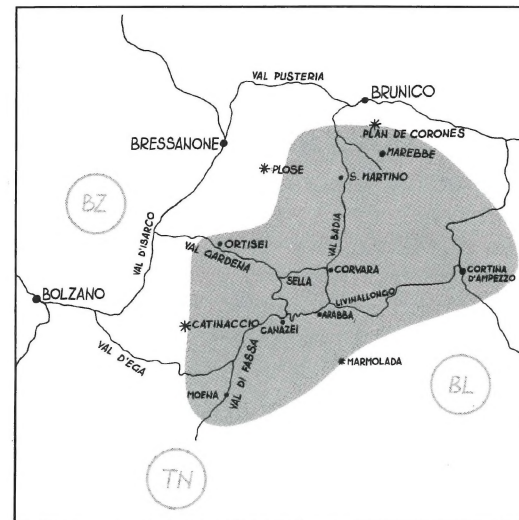 VAL PUSTERIA
BRUNICO
PLAN DE CORONES
BRESSANONE
MAREBBE
PLOSE
S. MARTINO
BZ
VAL D'ISARCO
ORTISEI
VAL GARDENA
VAL BADIA
SELLA
CORVARA
CORTINA
D'AMPEZZO
BOLZANO
LIVINALLONGO
ARABBA
CATINACCIO
CANAZEI
VAL D'EGA
VAL DI FASSA
MARMOLADA
MOENA
BL
TN